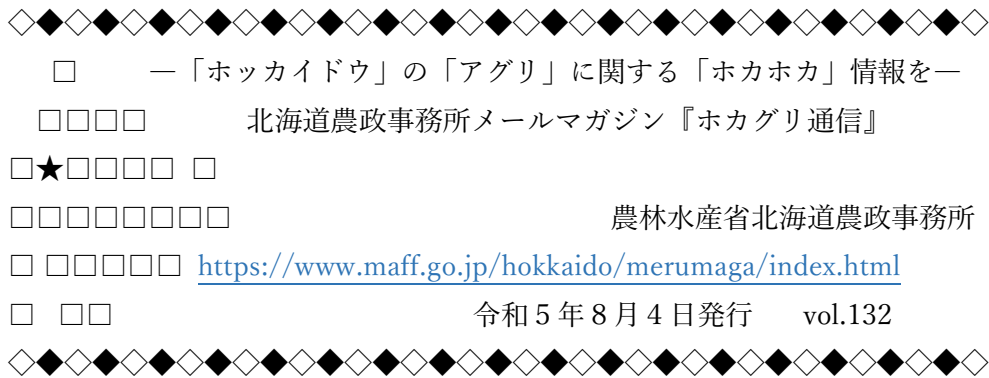 ◇◆◇◆◇◆◇◆◇◆◇◆◇◆◇◆◇◆◇◆◇◆◇◆◇◆◇◆◇◆◇◆◇◆◇
□　　―「ホッカイドウ」の「アグリ」に関する「ホカホカ」情報を―
□□□□　　　北海道農政事務所メールマガジン『ホカグリ通信』
□★□□□□ □
□□□□□□□□　　　農林水産省北海道農政事務所
□ □□□□□ https://www.maff.go.jp/hokkaido/merumaga/index.html
□　□□　　　令和５年８月４日発行　　vol.132
◇◆◇◆◇◆◇◆◇◆◇◆◇◆◇◆◇◆◇◆◇◆◇◆◇◆◇◆◇◆◇◆◇◆◇